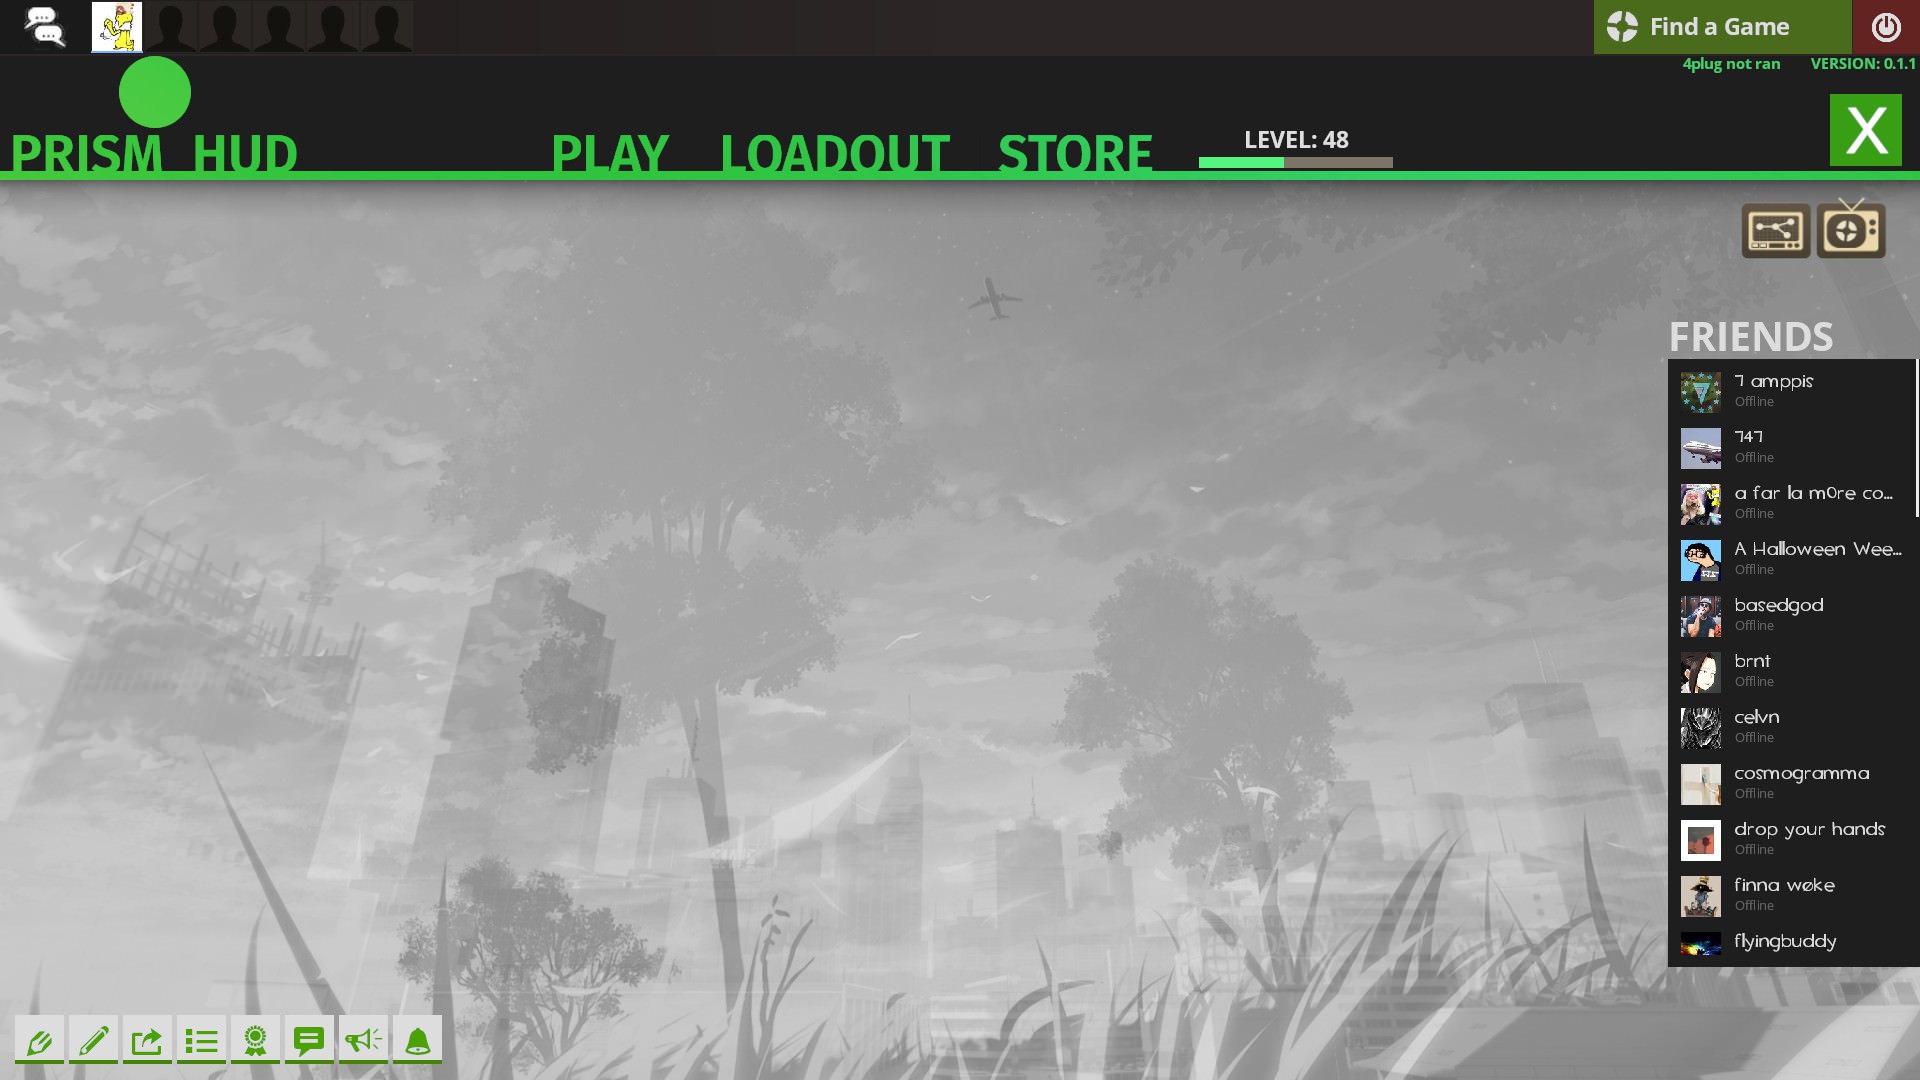 Find a Game
4plug not ran VERSION: 0.1.1
PRISM HUD PLAY LOADOUT STORE LEVEL: 48 X
FRIENDS
7 amppis
Offline
747
Offline
a far la m0re co...
Offline
A Halloween Wee...
Offline
basedgod
Offline
brnt
Offline
celvn
Offline
cosmogramma
Offline
drop your hands
Offline
finna wøke
Offline
flyingbuddy